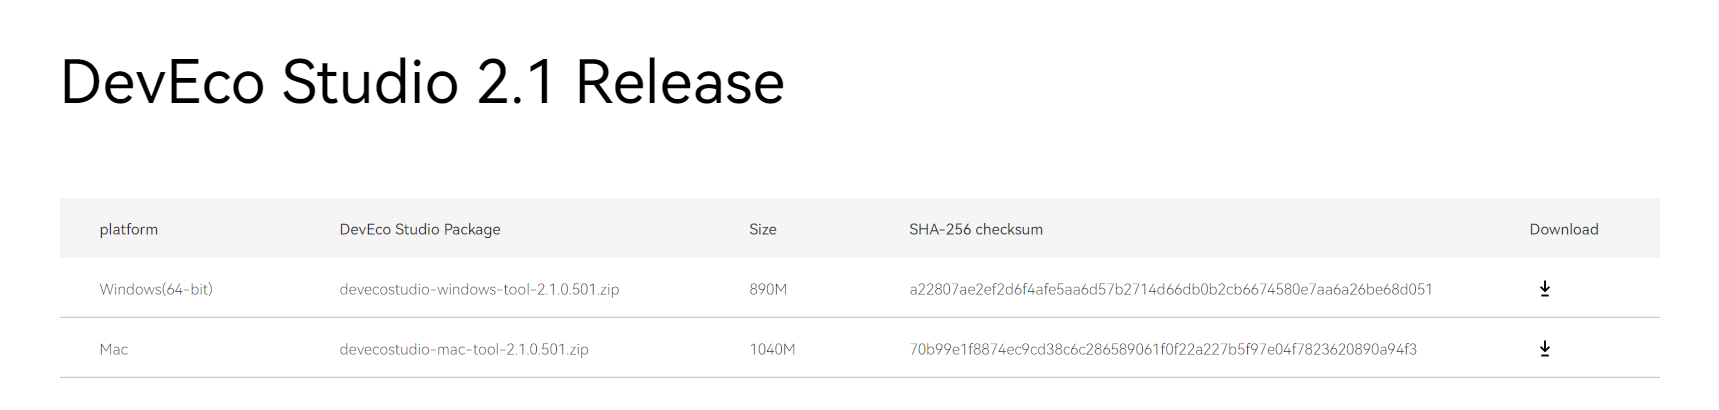 DevEco Studio 2.1 Release
platform DevEco Studio Package Size SHA-256 checksum Download
Windows(64-bit) devecostudio-windows-tool-2.1.0.501.zip 890M a22807ae2ef2d6f4afe5aa6d57b2714d66db0b2cb6674580e7aa6a26be68d051
Mac devecostudio-mac-tool-2.1.0.501.zip 1040M 70b99e1f8874ec9cd38c6c286589061f0f22a227b5f97e04f7823620890a94f3